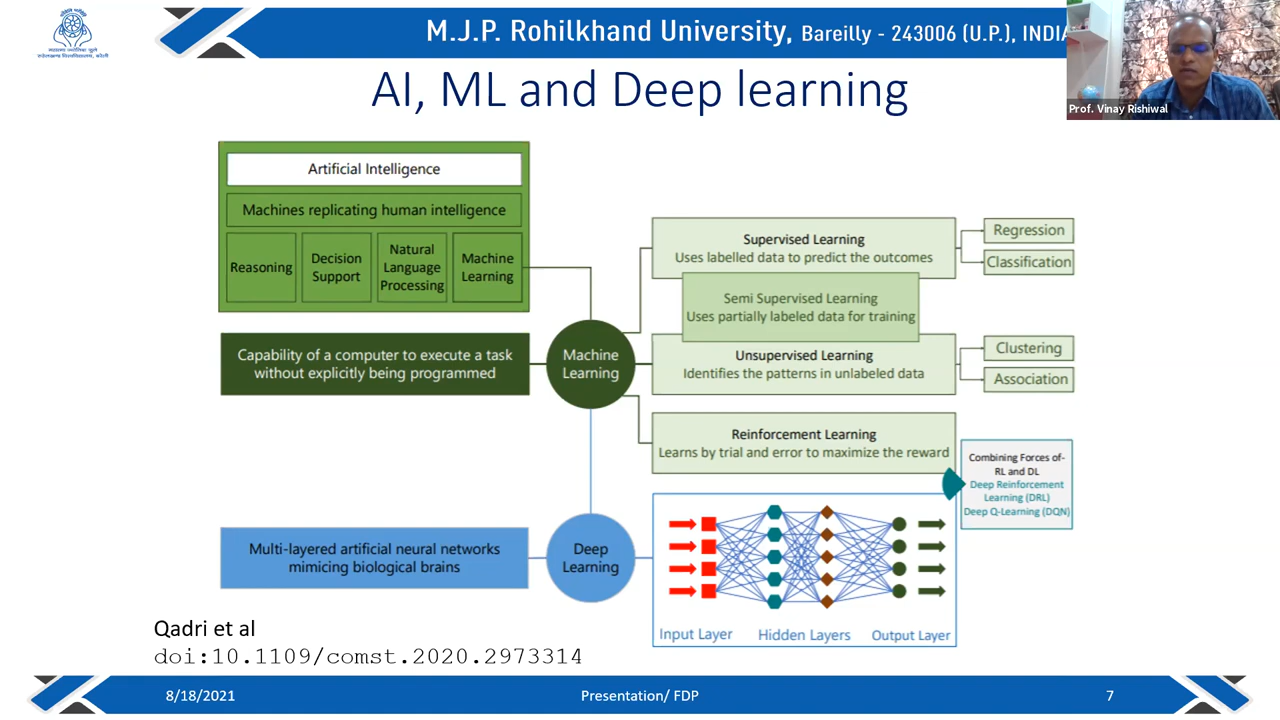 M.J.P. Rohilkhand University, Bareilly - 243006 (U.P.), INDIA
AI, ML and Deep learning
Prof. Vinay Rishiwal
Artificial Intelligence
Machines replicating human intelligence
Reasoning
Decision
Support
Natural
Language
Processing
Machine
Learning
Supervised Learning
Uses labelled data to predict the outcomes
Regression
Classification
Semi Supervised Learning
Uses partially labeled data for training
Capability of a computer to execute a task
without explicitly being programmed
Machine
Learning
Unsupervised Learning
Identifies the patterns in unlabeled data
Clustering
Association
Reinforcement Learning
Learns by trial and error to maximize the reward
Combining Forces of-
RL and DL
Deep Reinforcement
Learning (DRL)
Deep Q-Learning (DQN)
Multi-layered artificial neural networks
mimicing biological brains
Deep
Learning
Input Layer
Hidden Layers
Output Layer
Qadri et al
doi:10.1109/comst.2020.2973314
8/18/2021
Presentation/ FDP
7